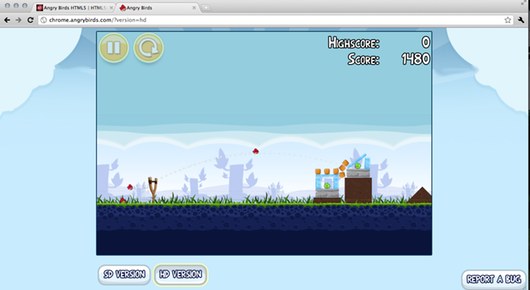 Angry Birds HTML5 | HTML5
Angry Birds
chrome.angrybirds.com/?version=hd
Highscore: 0
Score: 1480
SD VERSION
HD VERSION
REPORT A BUG